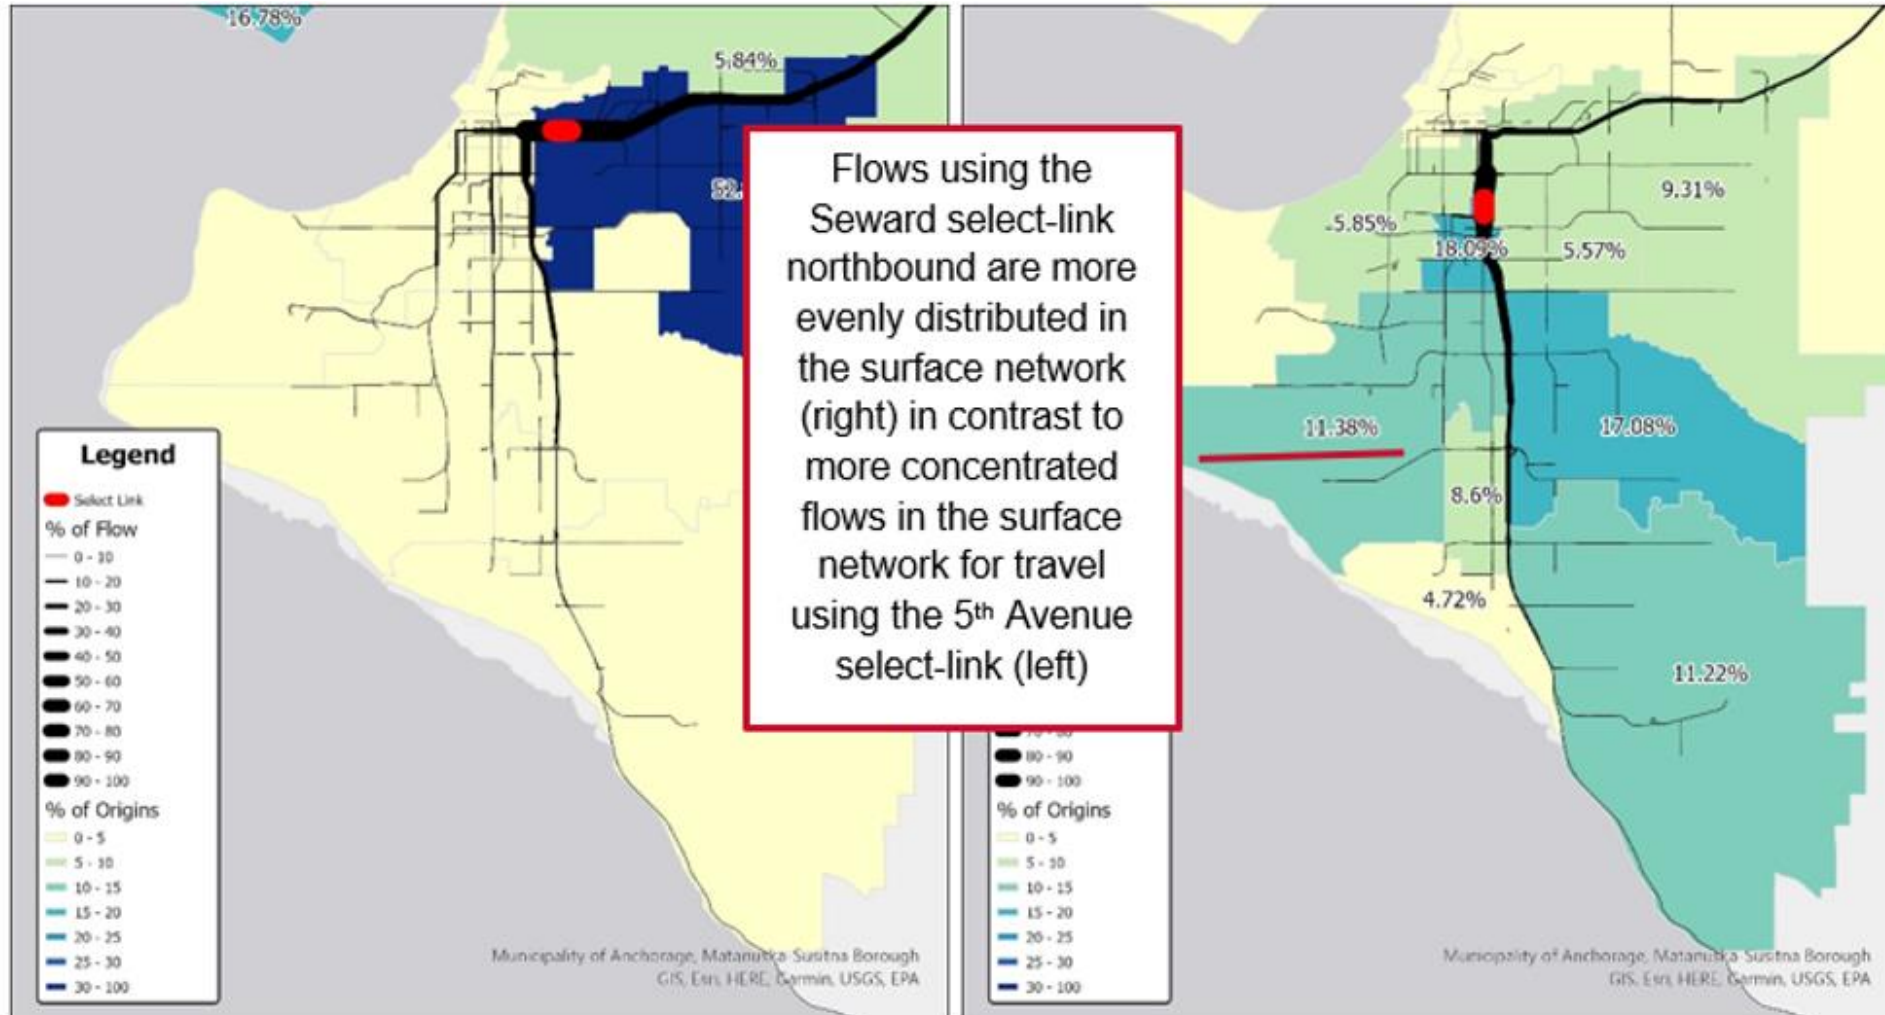 16.78%
5.84%
52.
Legend
Select Link
% of Flow
0 - 10
10 - 20
20 - 30
30 - 40
40 - 50
50 - 60
60 - 70
70 - 80
80 - 90
90 - 100
% of Origins
0 - 5
5 - 10
10 - 15
15 - 20
20 - 25
25 - 30
30 - 100
Municipality of Anchorage, Matanuska-Susitna Borough
GIS, Esri, HERE, Garmin, USGS, EPA
Flows using the
Seward select-link
northbound are more
evenly distributed in
the surface network
(right) in contrast to
more concentrated
flows in the surface
network for travel
using the 5th Avenue
select-link (left)
9.31%
5.85%
18.09%
5.57%
11.38%
17.08%
8.6%
4.72%
11.22%
80 - 90
90 - 100
% of Origins
0 - 5
5 - 10
10 - 15
15 - 20
20 - 25
25 - 30
30 - 100
Municipality of Anchorage, Matanuska-Susitna Borough
GIS, Esri, HERE, Garmin, USGS, EPA